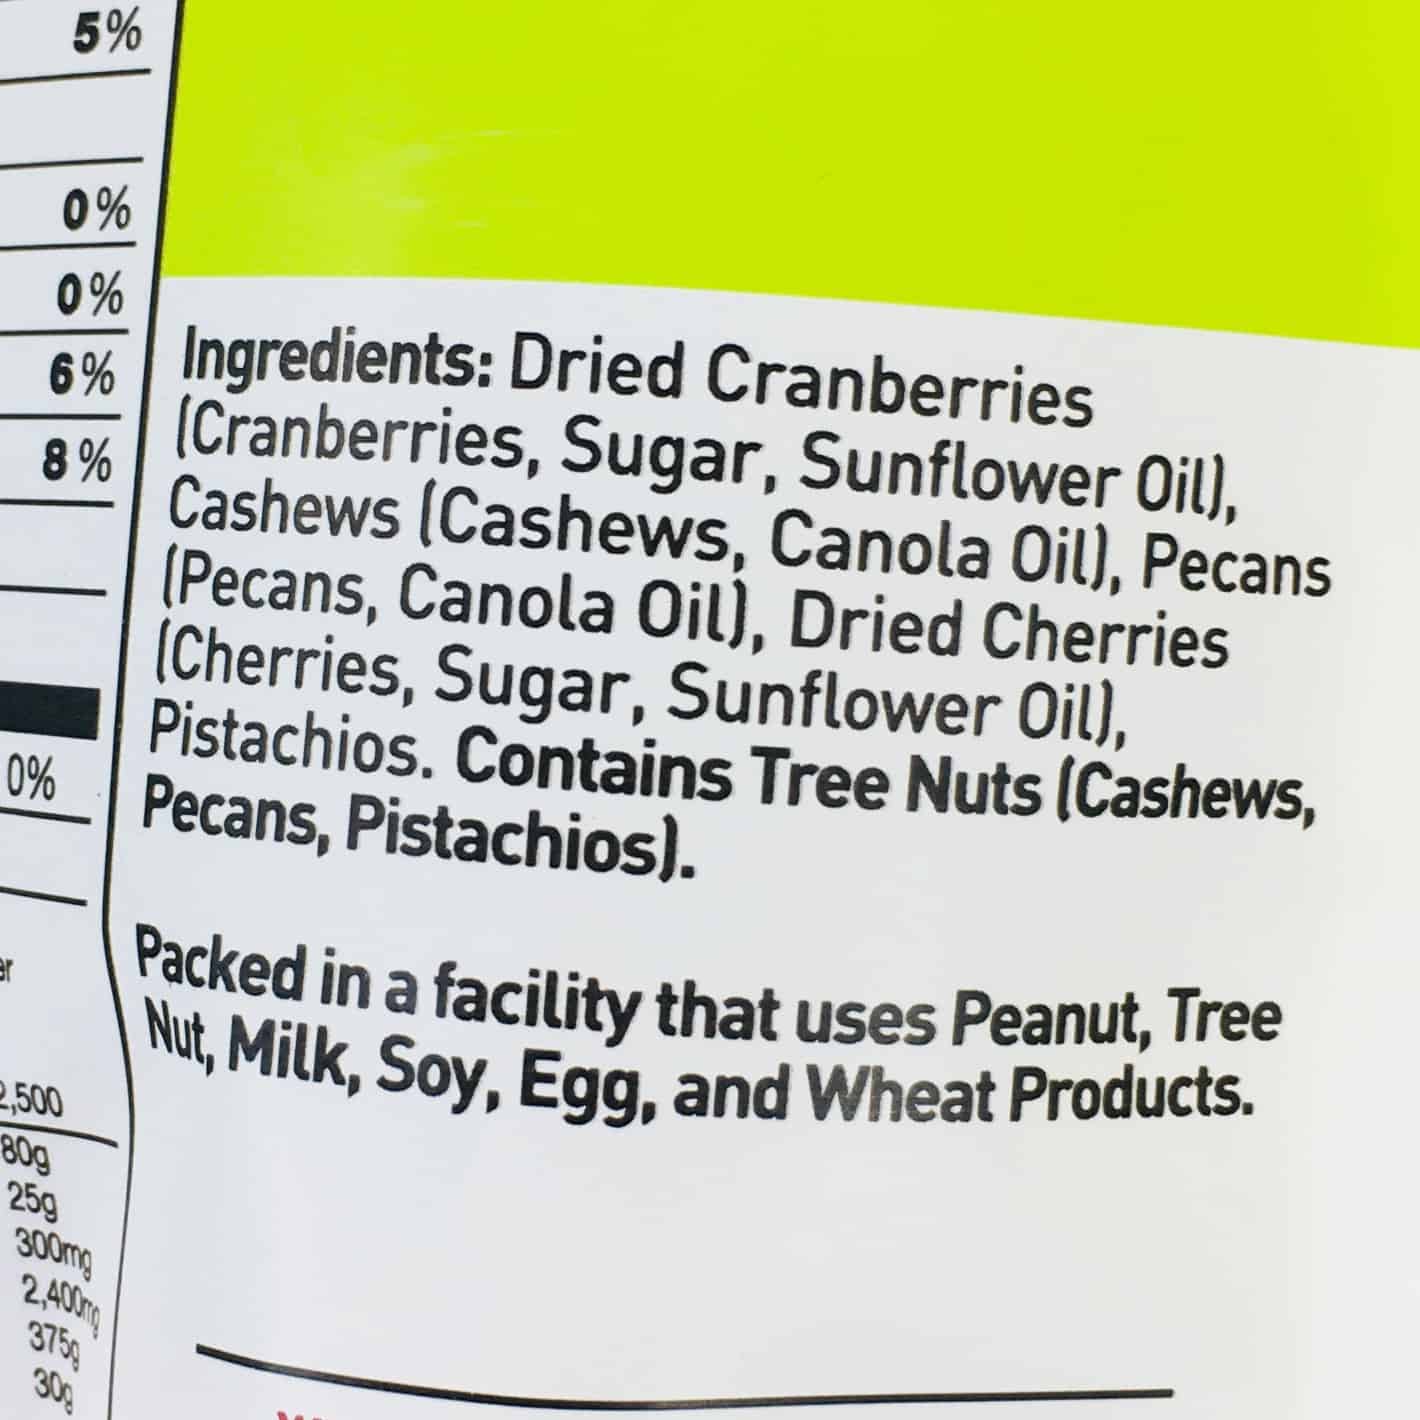 5%
0%
0%
6%
8%
0%
2,500
80g
25g
300mg
2,400mg
375g
30g
Ingredients: Dried Cranberries
(Cranberries, Sugar, Sunflower Oil),
Cashews (Cashews, Canola Oil), Pecans
(Pecans, Canola Oil), Dried Cherries
(Cherries, Sugar, Sunflower Oil),
Pistachios. Contains Tree Nuts (Cashews,
Pecans, Pistachios).
Packed in a facility that uses Peanut, Tree
Nut, Milk, Soy, Egg, and Wheat Products.